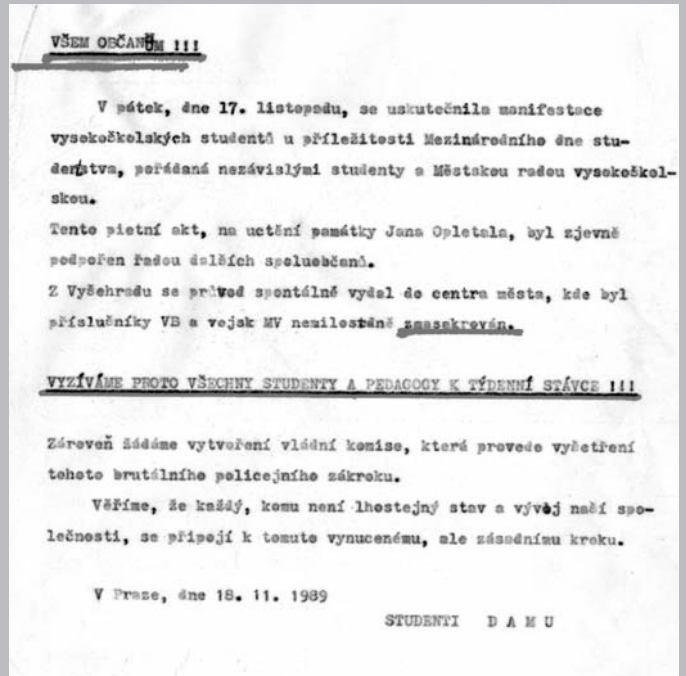 VŠEM OBČANŮM !!!
V pátek, dne 17. listopadu, se uskutečnila manifestace
vysokoškolských studentů u příležitosti Mezinárodního dne stu-
denstva, pořádaná nezávislými studenty a Městskou radou vysokoškol-
skou.
Tento pietní akt, na uctění památky Jana Opletala, byl zjevně
podpořen řadou dalších spoluobčanů.
Z Vyšehradu se průvod spontálně vydal do centra města, kde byl
příslušníky VB a vojsk MV nemilostdně zmasakrován.
VYZÍVÁME PROTO VŠECHNY STUDENTY A PEDAGOGY K TÝDENNÍ STÁVCE !!!
Zároveň žádáme vytvoření vládní komise, která provede vyšetření
tohoto brutálního policejního zákroku.
Věříme, že každý, komu není lhostejný stav a vývoj naší spo-
lečnosti, se připojí k tomuto vynucenému, ale zásadnímu kroku.
V Praze, dne 18. 11. 1989
STUDENTI D A M U